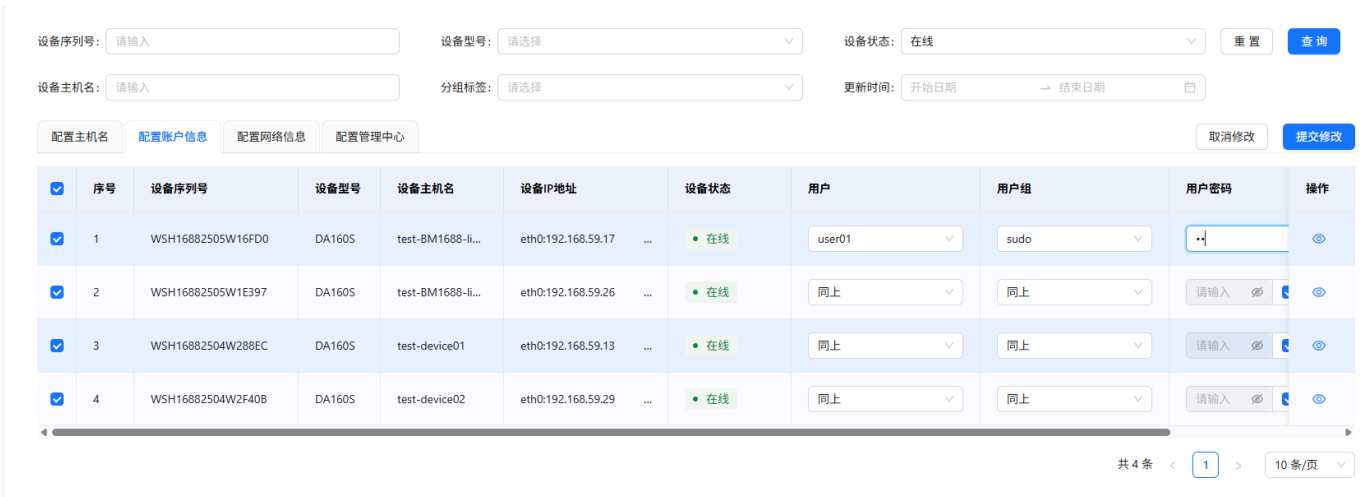 设备序列号: 请输入 设备型号: 请选择 设备状态: 在线 重 置 查 询
设备主机名: 请输入 分组标签: 请选择 更新时间: 开始日期 → 结束日期
配置主机名 配置账户信息 配置网络信息 配置管理中心 取消修改 提交修改
序号 设备序列号 设备型号 设备主机名 设备IP地址 设备状态 用户 用户组 用户密码 操作
1 WSH16882505W16FD0 DA160S test-BM1688-li... eth0:192.168.59.17 ... 在线 user01 sudo ••
2 WSH16882505W1E397 DA160S test-BM1688-li... eth0:192.168.59.26 ... 在线 同上 同上 请输入
3 WSH16882504W288EC DA160S test-device01 eth0:192.168.59.13 ... 在线 同上 同上 请输入
4 WSH16882504W2F40B DA160S test-device02 eth0:192.168.59.29 ... 在线 同上 同上 请输入
共 4 条 < 1 > 10 条/页